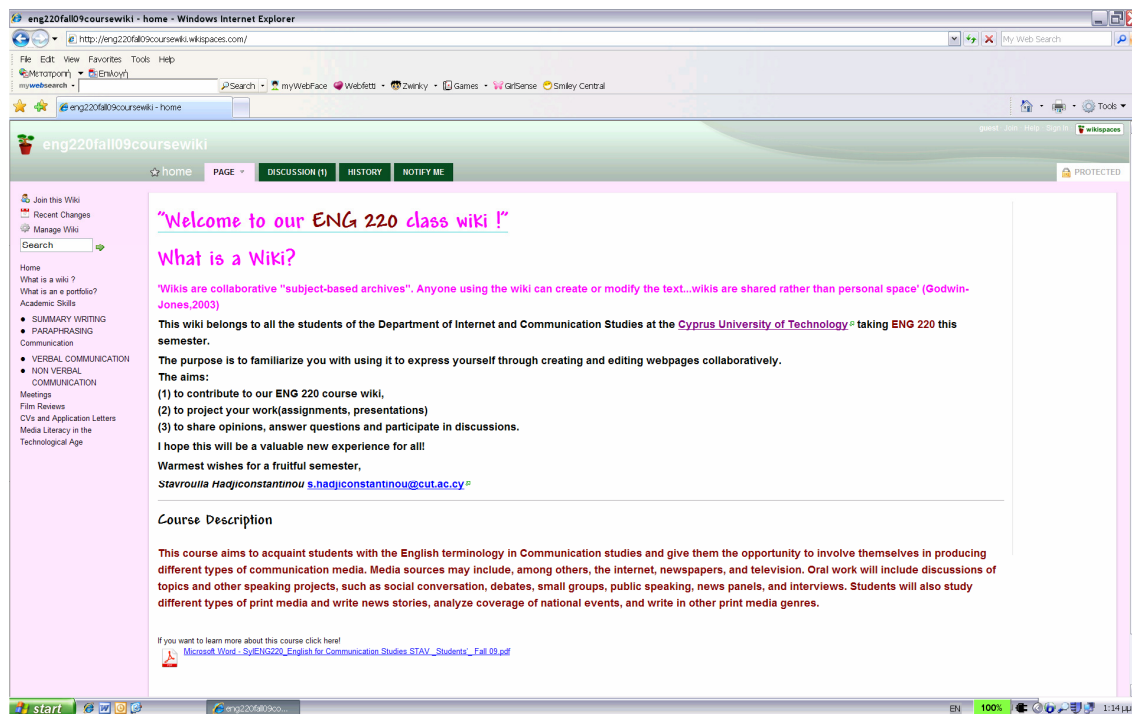 eng220fall09coursewiki - home - Windows Internet Explorer
http://eng220fall09coursewiki.wikispaces.com/
My Web Search
File Edit View Favorites Tools Help
Μετατροπή Επιλογή
mywebsearch Search myWebFace Webfetti Zwinky Games GirlSense Smiley Central
eng220fall09coursewiki - home
Tools
guest Join Help Sign In wikispaces
eng220fall09coursewiki
home PAGE DISCUSSION (1) HISTORY NOTIFY ME PROTECTED
Join this Wiki
Recent Changes
Manage Wiki
Search
Home
What is a wiki ?
What is an e portfolio?
Academic Skills
SUMMARY WRITING
PARAPHRASING
Communication
VERBAL COMMUNICATION
NON VERBAL
COMMUNICATION
Meetings
Film Reviews
CVs and Application Letters
Media Literacy in the
Technological Age
"Welcome to our ENG 220 class wiki !"
What is a Wiki?
'Wikis are collaborative "subject-based archives". Anyone using the wiki can create or modify the text...wikis are shared rather than personal space' (Godwin-
Jones,2003)
This wiki belongs to all the students of the Department of Internet and Communication Studies at the Cyprus University of Technology taking ENG 220 this
semester.
The purpose is to familiarize you with using it to express yourself through creating and editing webpages collaboratively.
The aims:
(1) to contribute to our ENG 220 course wiki,
(2) to project your work(assignments, presentations)
(3) to share opinions, answer questions and participate in discussions.
I hope this will be a valuable new experience for all!
Warmest wishes for a fruitful semester,
Stavroulla Hadjiconstantinou s.hadjiconstantinou@cut.ac.cy
Course Description
This course aims to acquaint students with the English terminology in Communication studies and give them the opportunity to involve themselves in producing
different types of communication media. Media sources may include, among others, the internet, newspapers, and television. Oral work will include discussions of
topics and other speaking projects, such as social conversation, debates, small groups, public speaking, news panels, and interviews. Students will also study
different types of print media and write news stories, analyze coverage of national events, and write in other print media genres.
If you want to learn more about this course click here!
Microsoft Word - SylENG220_English for Communication Studies STAV _Students'_ Fall 09.pdf
start eng220fall09co... EN 100% 1:14 μμ